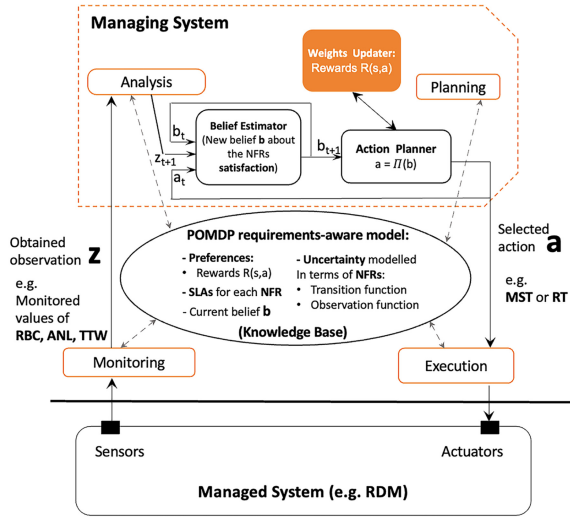 Managing System
Weights Updater:
Rewards R(s,a)
Analysis
Planning
Belief Estimator
(New belief b about
the NFRs
satisfaction)
b_t
z_{t+1}
a_t
b_{t+1}
Action Planner
a = Π(b)
Obtained
observation z
e.g.
Monitored
values of
RBC, ANL, TTW
POMDP requirements-aware model:
- Preferences:
• Rewards R(s,a)
- SLAs for each NFR
- Current belief b
- Uncertainty modelled
In terms of NFRs:
• Transition function
• Observation function
(Knowledge Base)
Selected
action a
e.g.
MST or RT
Monitoring
Execution
Sensors
Actuators
Managed System (e.g. RDM)